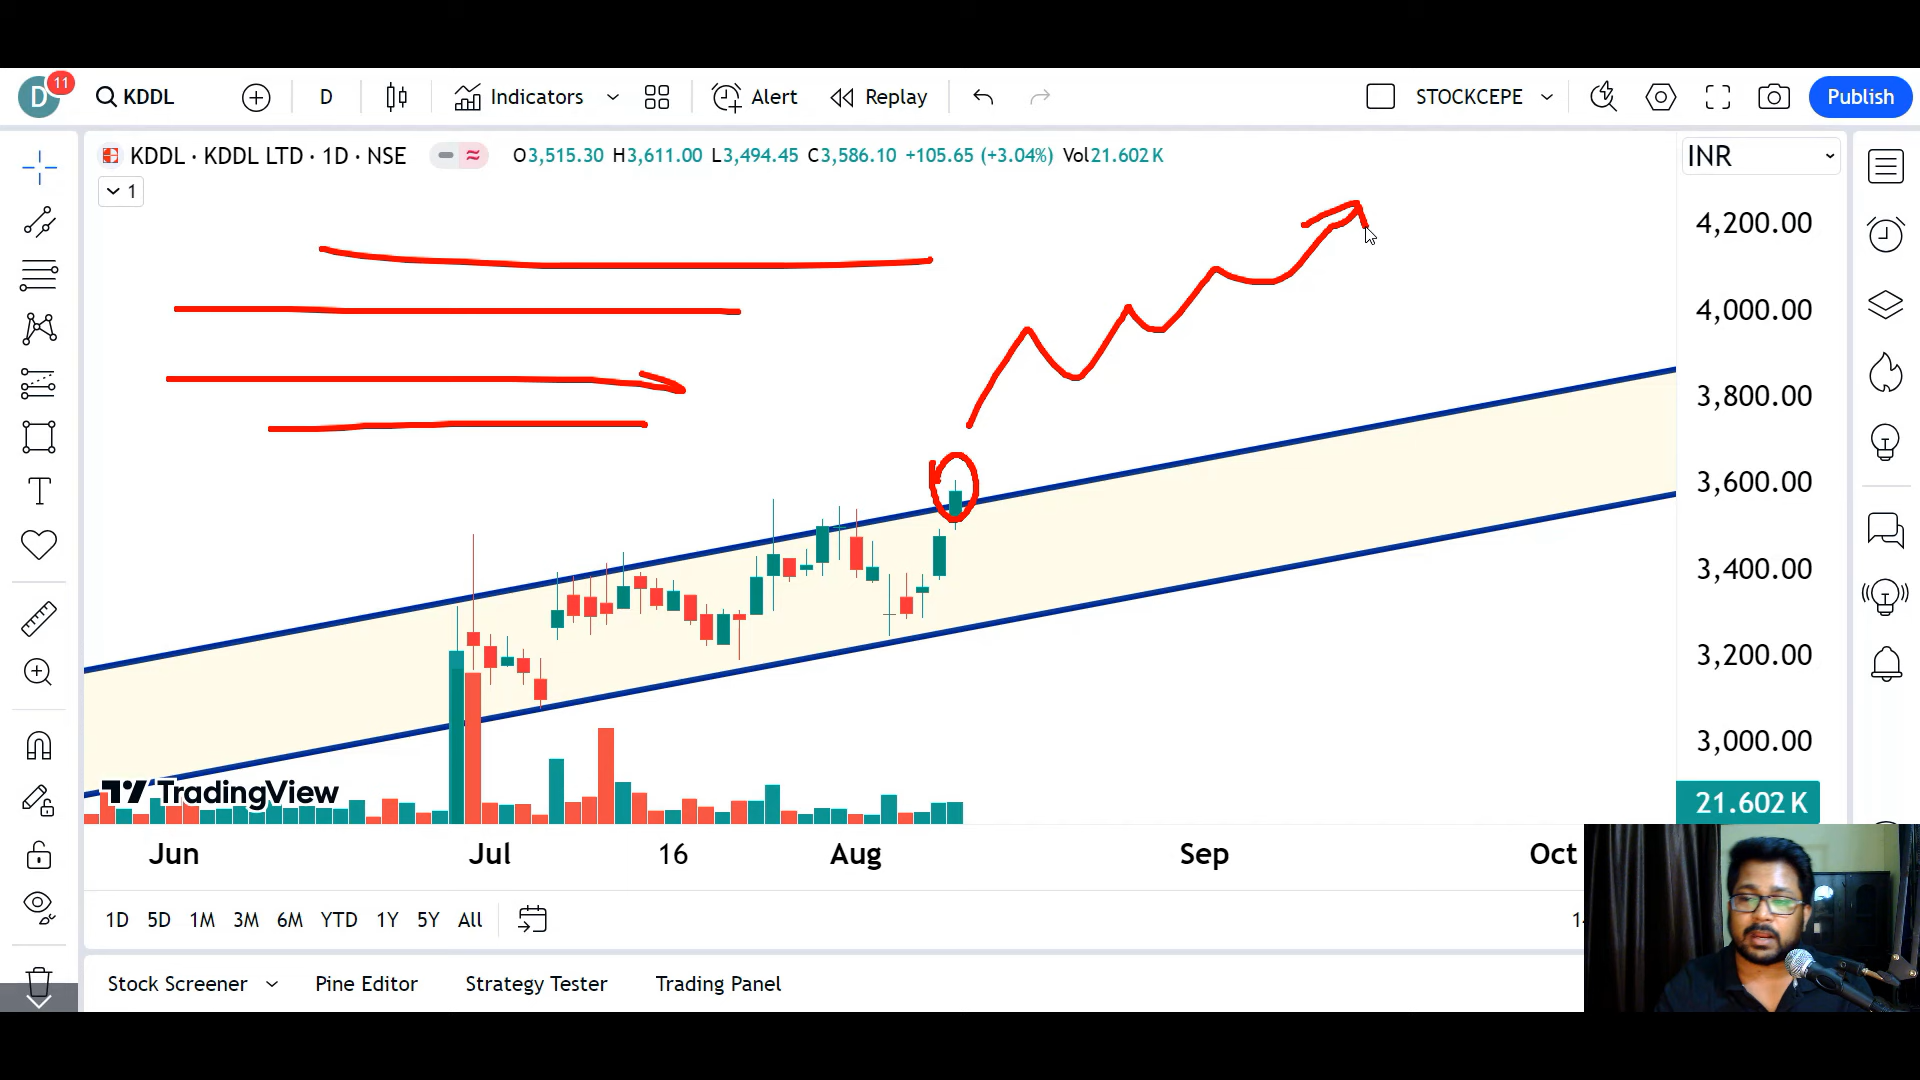 D 11 KDDL D Indicators Alert Replay STOCKCEPE Publish
KDDL · KDDL LTD · 1D · NSE O3,515.30 H3,611.00 L3,494.45 C3,586.10 +105.65 (+3.04%) Vol21.602K INR
1
4,200.00
4,000.00
3,800.00
3,600.00
3,400.00
3,200.00
3,000.00
TradingView
21.602K
Jun Jul 16 Aug Sep Oct
1D 5D 1M 3M 6M YTD 1Y 5Y All
Stock Screener Pine Editor Strategy Tester Trading Panel